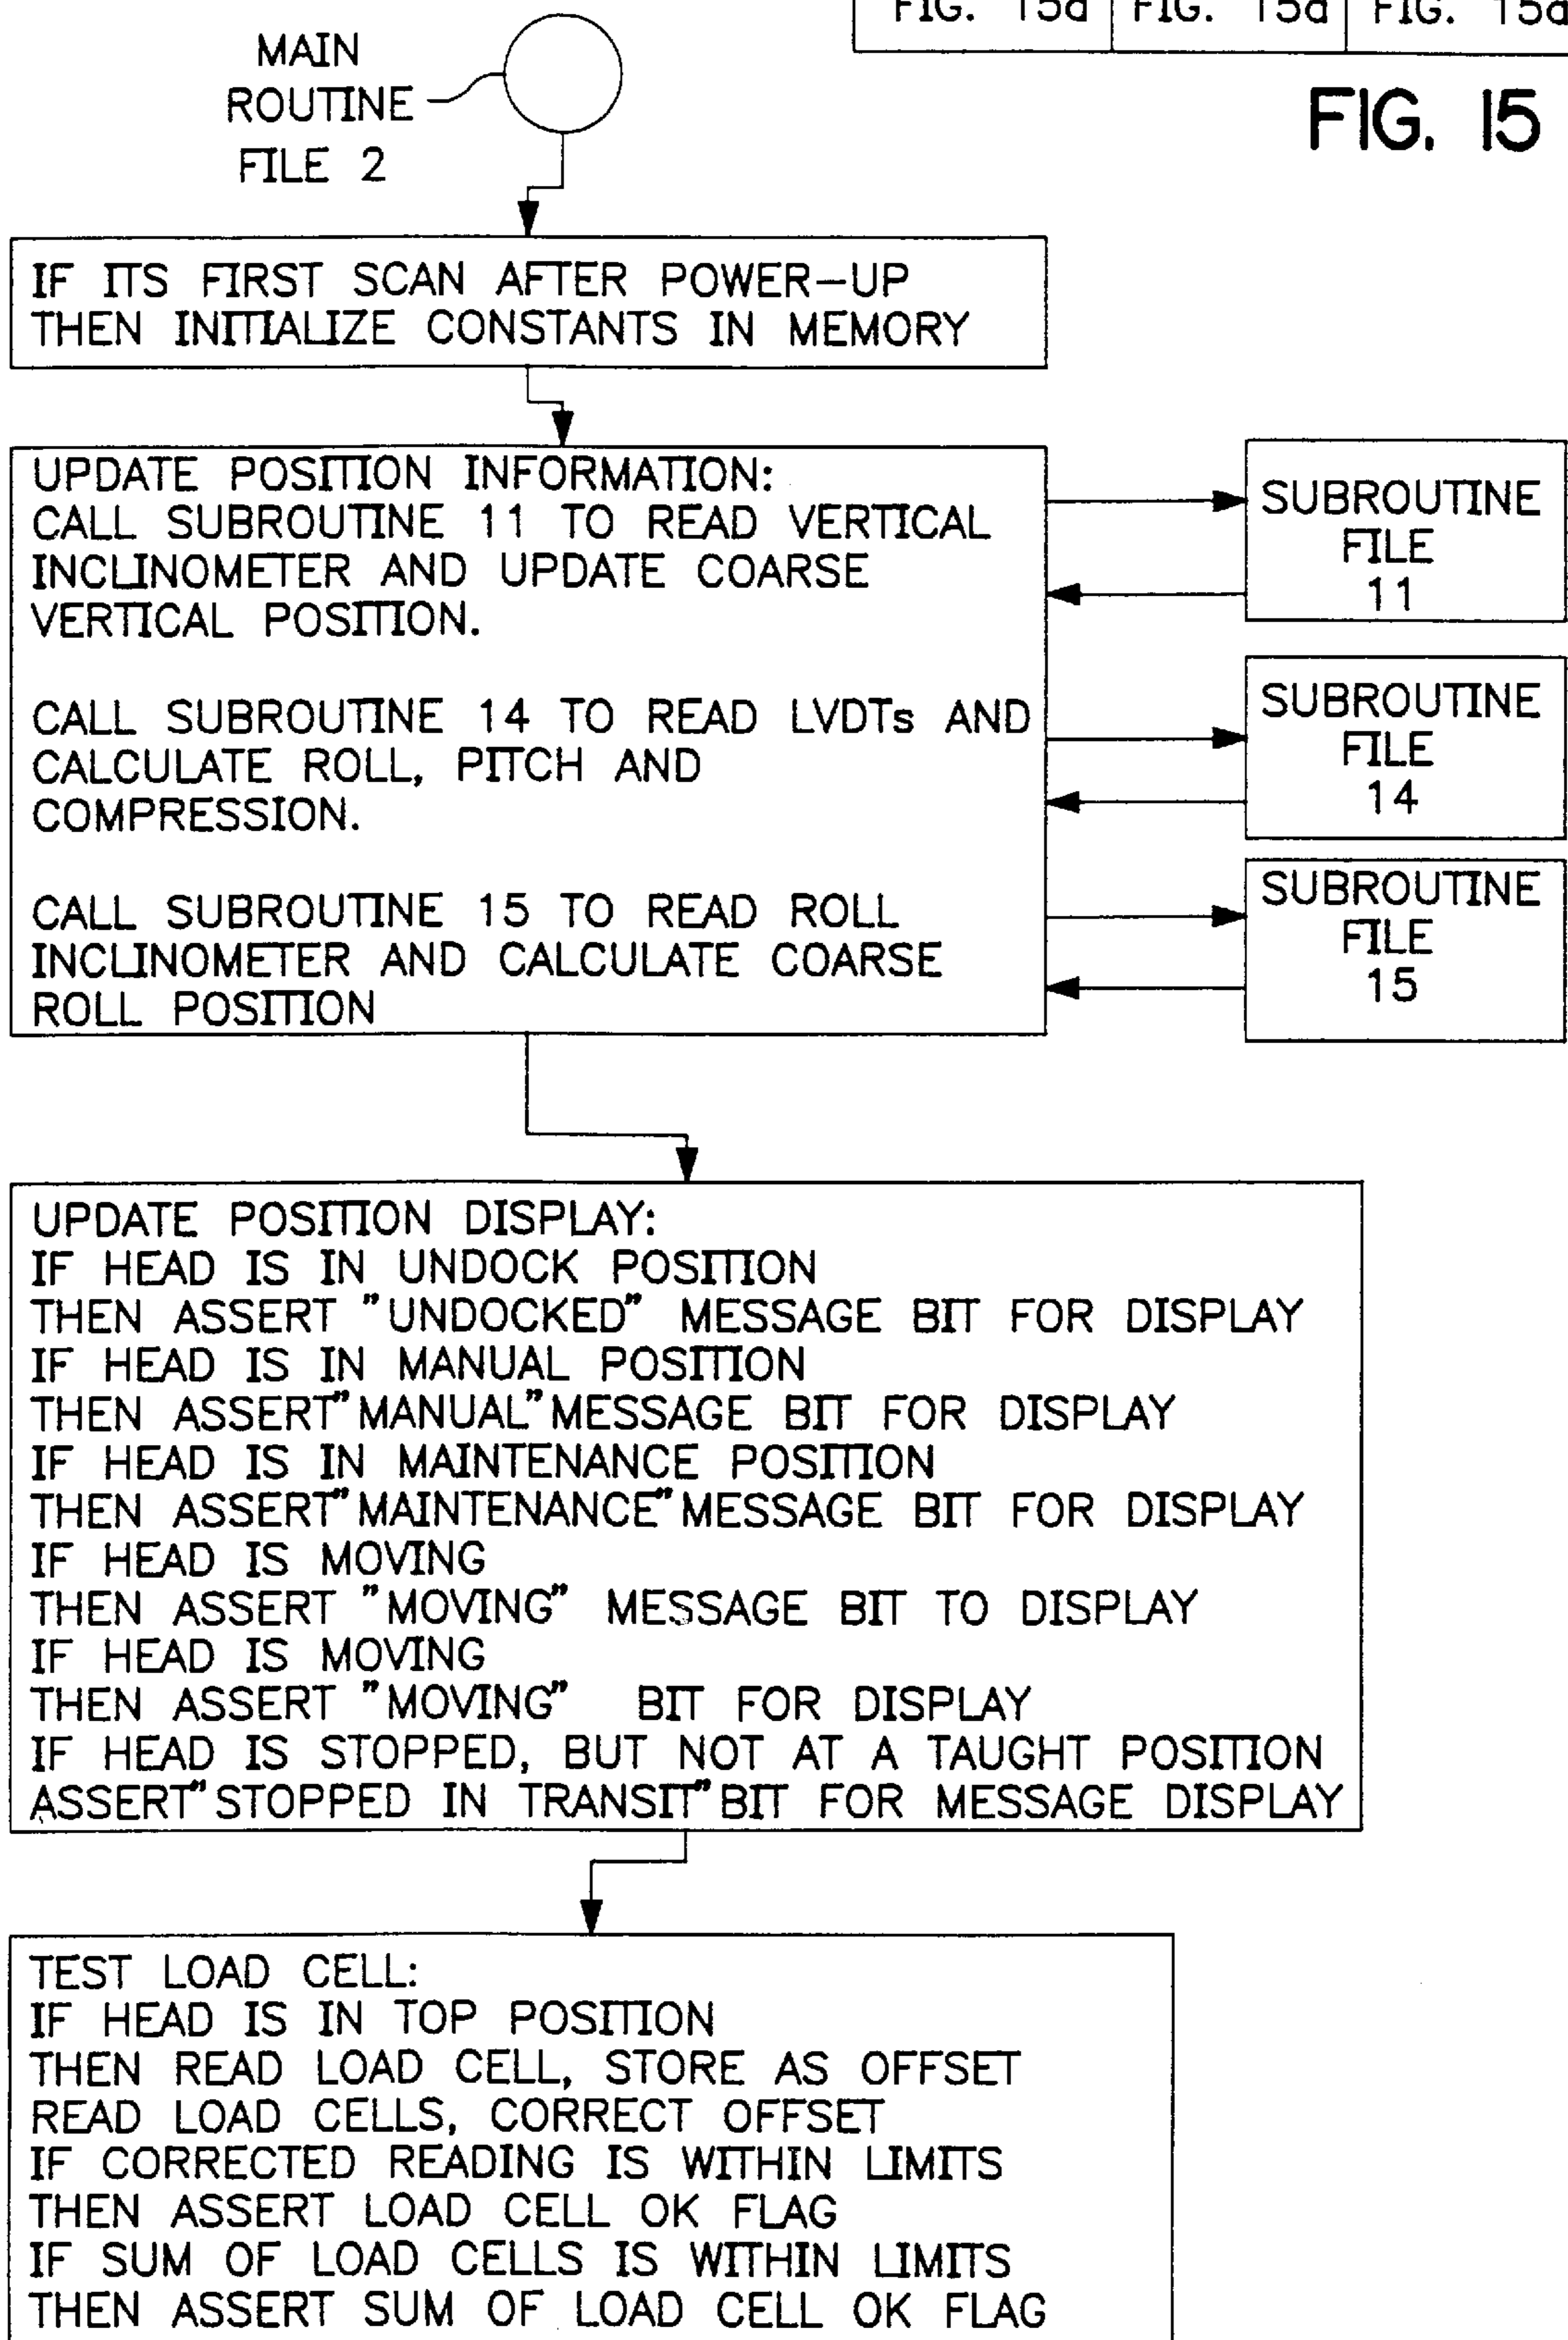 FIG. 15a FIG. 15a FIG. 15a
FIG. 15
MAIN
ROUTINE
FILE 2
IF ITS FIRST SCAN AFTER POWER-UP
THEN INITIALIZE CONSTANTS IN MEMORY
UPDATE POSITION INFORMATION:
CALL SUBROUTINE 11 TO READ VERTICAL
INCLINOMETER AND UPDATE COARSE
VERTICAL POSITION.
CALL SUBROUTINE 14 TO READ LVDTs AND
CALCULATE ROLL, PITCH AND
COMPRESSION.
CALL SUBROUTINE 15 TO READ ROLL
INCLINOMETER AND CALCULATE COARSE
ROLL POSITION
SUBROUTINE
FILE
11
SUBROUTINE
FILE
14
SUBROUTINE
FILE
15
UPDATE POSITION DISPLAY:
IF HEAD IS IN UNDOCK POSITION
THEN ASSERT "UNDOCKED" MESSAGE BIT FOR DISPLAY
IF HEAD IS IN MANUAL POSITION
THEN ASSERT"MANUAL"MESSAGE BIT FOR DISPLAY
IF HEAD IS IN MAINTENANCE POSITION
THEN ASSERT"MAINTENANCE"MESSAGE BIT FOR DISPLAY
IF HEAD IS MOVING
THEN ASSERT "MOVING" MESSAGE BIT TO DISPLAY
IF HEAD IS MOVING
THEN ASSERT "MOVING" BIT FOR DISPLAY
IF HEAD IS STOPPED, BUT NOT AT A TAUGHT POSITION
ASSERT"STOPPED IN TRANSIT"BIT FOR MESSAGE DISPLAY
TEST LOAD CELL:
IF HEAD IS IN TOP POSITION
THEN READ LOAD CELL, STORE AS OFFSET
READ LOAD CELLS, CORRECT OFFSET
IF CORRECTED READING IS WITHIN LIMITS
THEN ASSERT LOAD CELL OK FLAG
IF SUM OF LOAD CELLS IS WITHIN LIMITS
THEN ASSERT SUM OF LOAD CELL OK FLAG